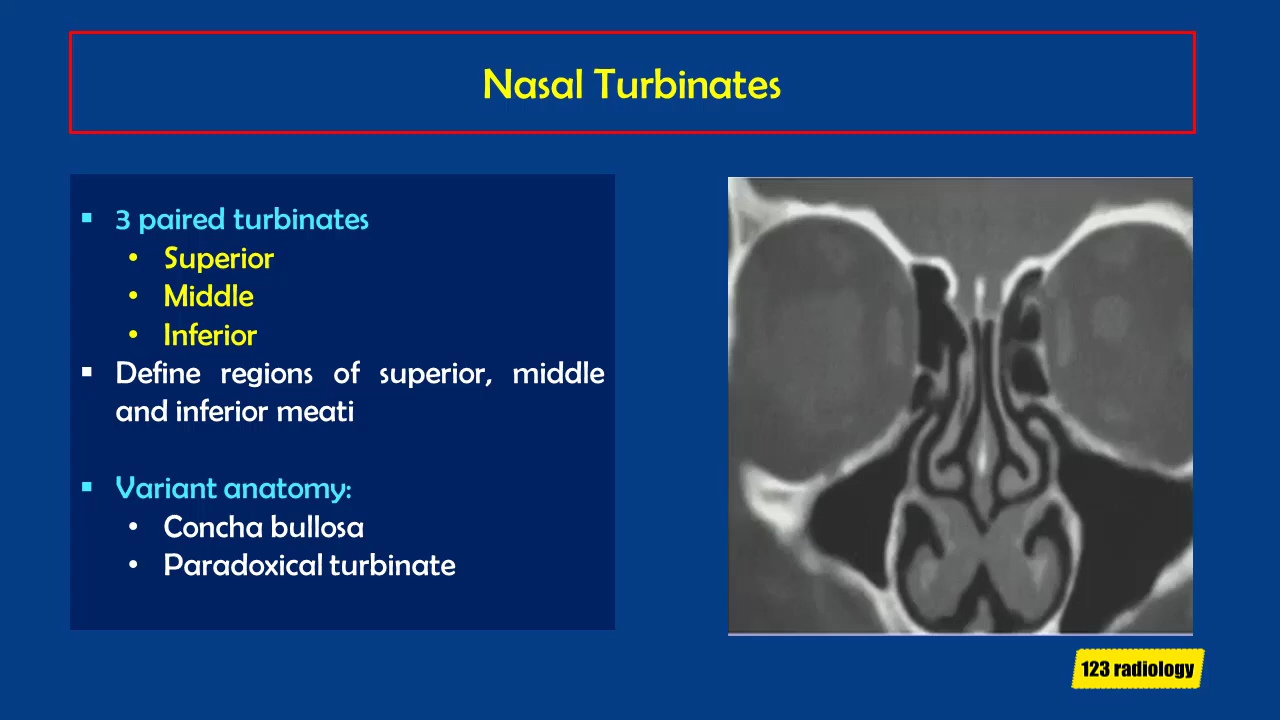 Nasal Turbinates
▪ 3 paired turbinates
• Superior
• Middle
• Inferior
▪ Define regions of superior, middle
and inferior meati
▪ Variant anatomy:
• Concha bullosa
• Paradoxical turbinate
123 radiology